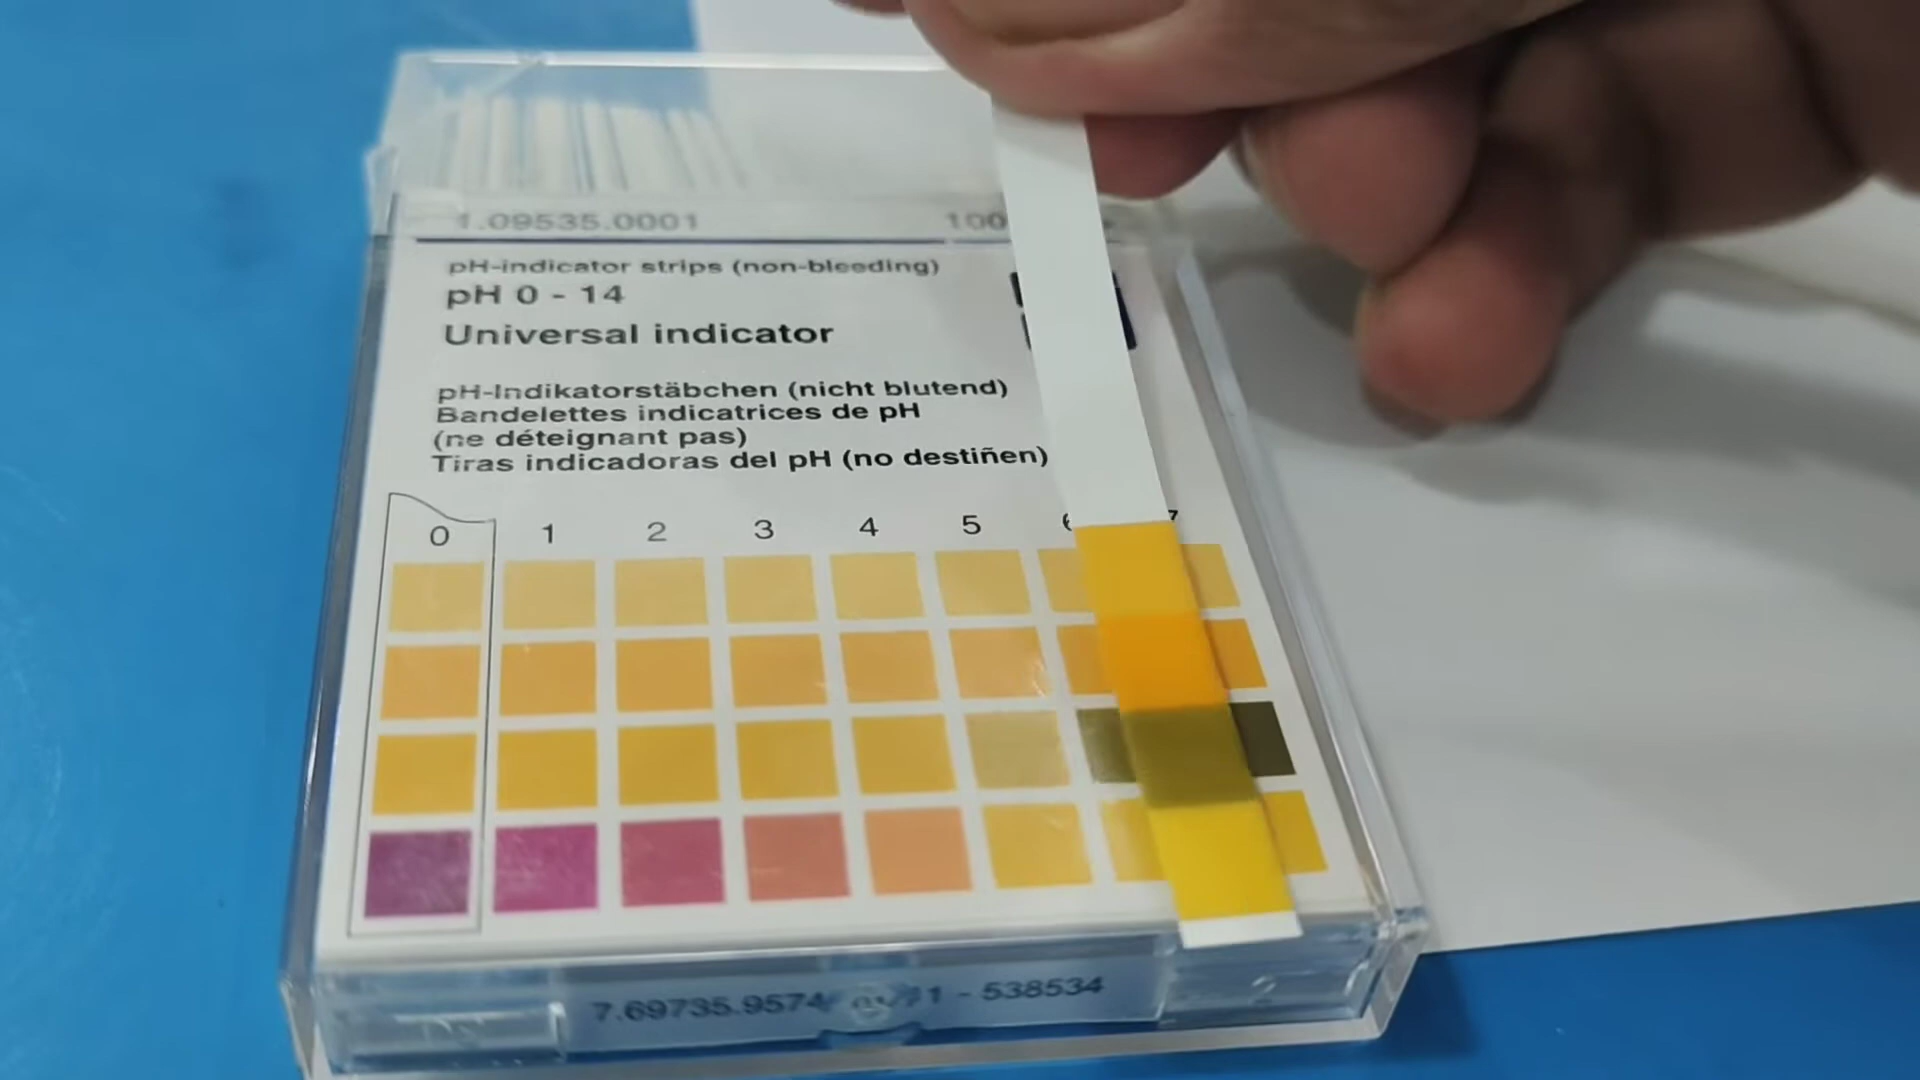 1.09535.0001 100
pH-indicator strips (non-bleeding)
pH 0 - 14
Universal indicator
pH-Indikatorstäbchen (nicht blutend)
Bandelettes indicatrices de pH
(ne déteignant pas)
Tiras indicadoras del pH (no destiñen)
0 1 2 3 4 5 6 7
7.69735.9574 - 538534